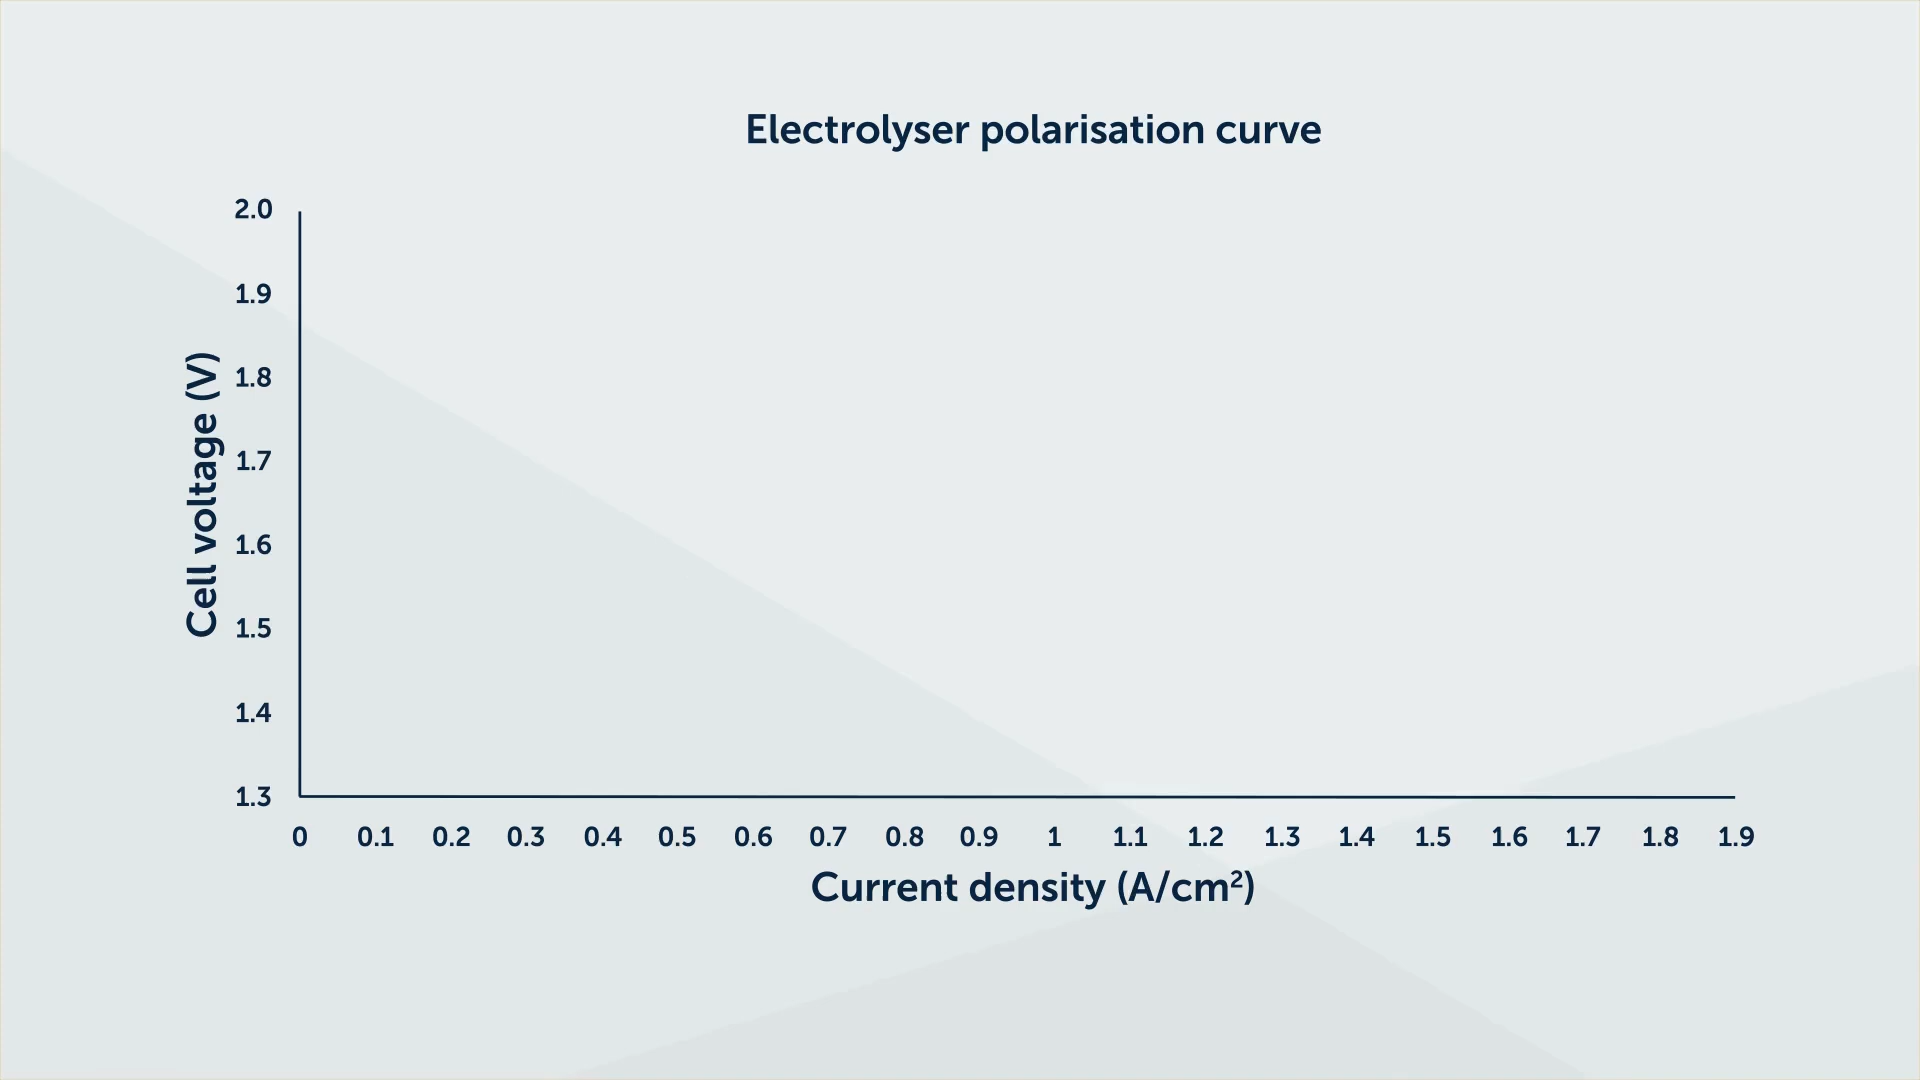 Electrolyser polarisation curve
2.0
1.9
1.8
1.7
1.6
1.5
1.4
1.3
Cell voltage (V)
0 0.1 0.2 0.3 0.4 0.5 0.6 0.7 0.8 0.9 1 1.1 1.2 1.3 1.4 1.5 1.6 1.7 1.8 1.9
Current density (A/cm²)